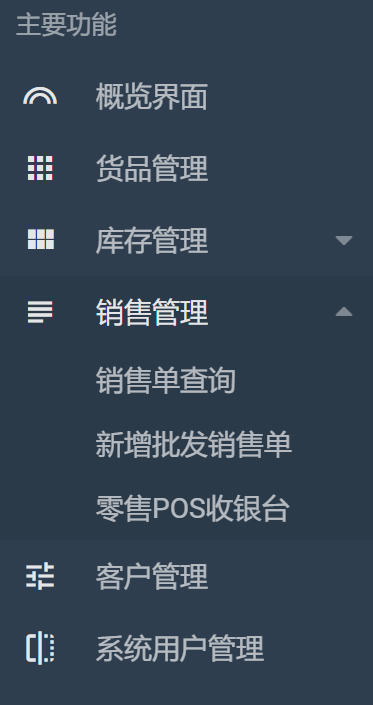 主要功能
概览界面
货品管理
库存管理
销售管理
销售单查询
新增批发销售单
零售POS收银台
客户管理
系统用户管理